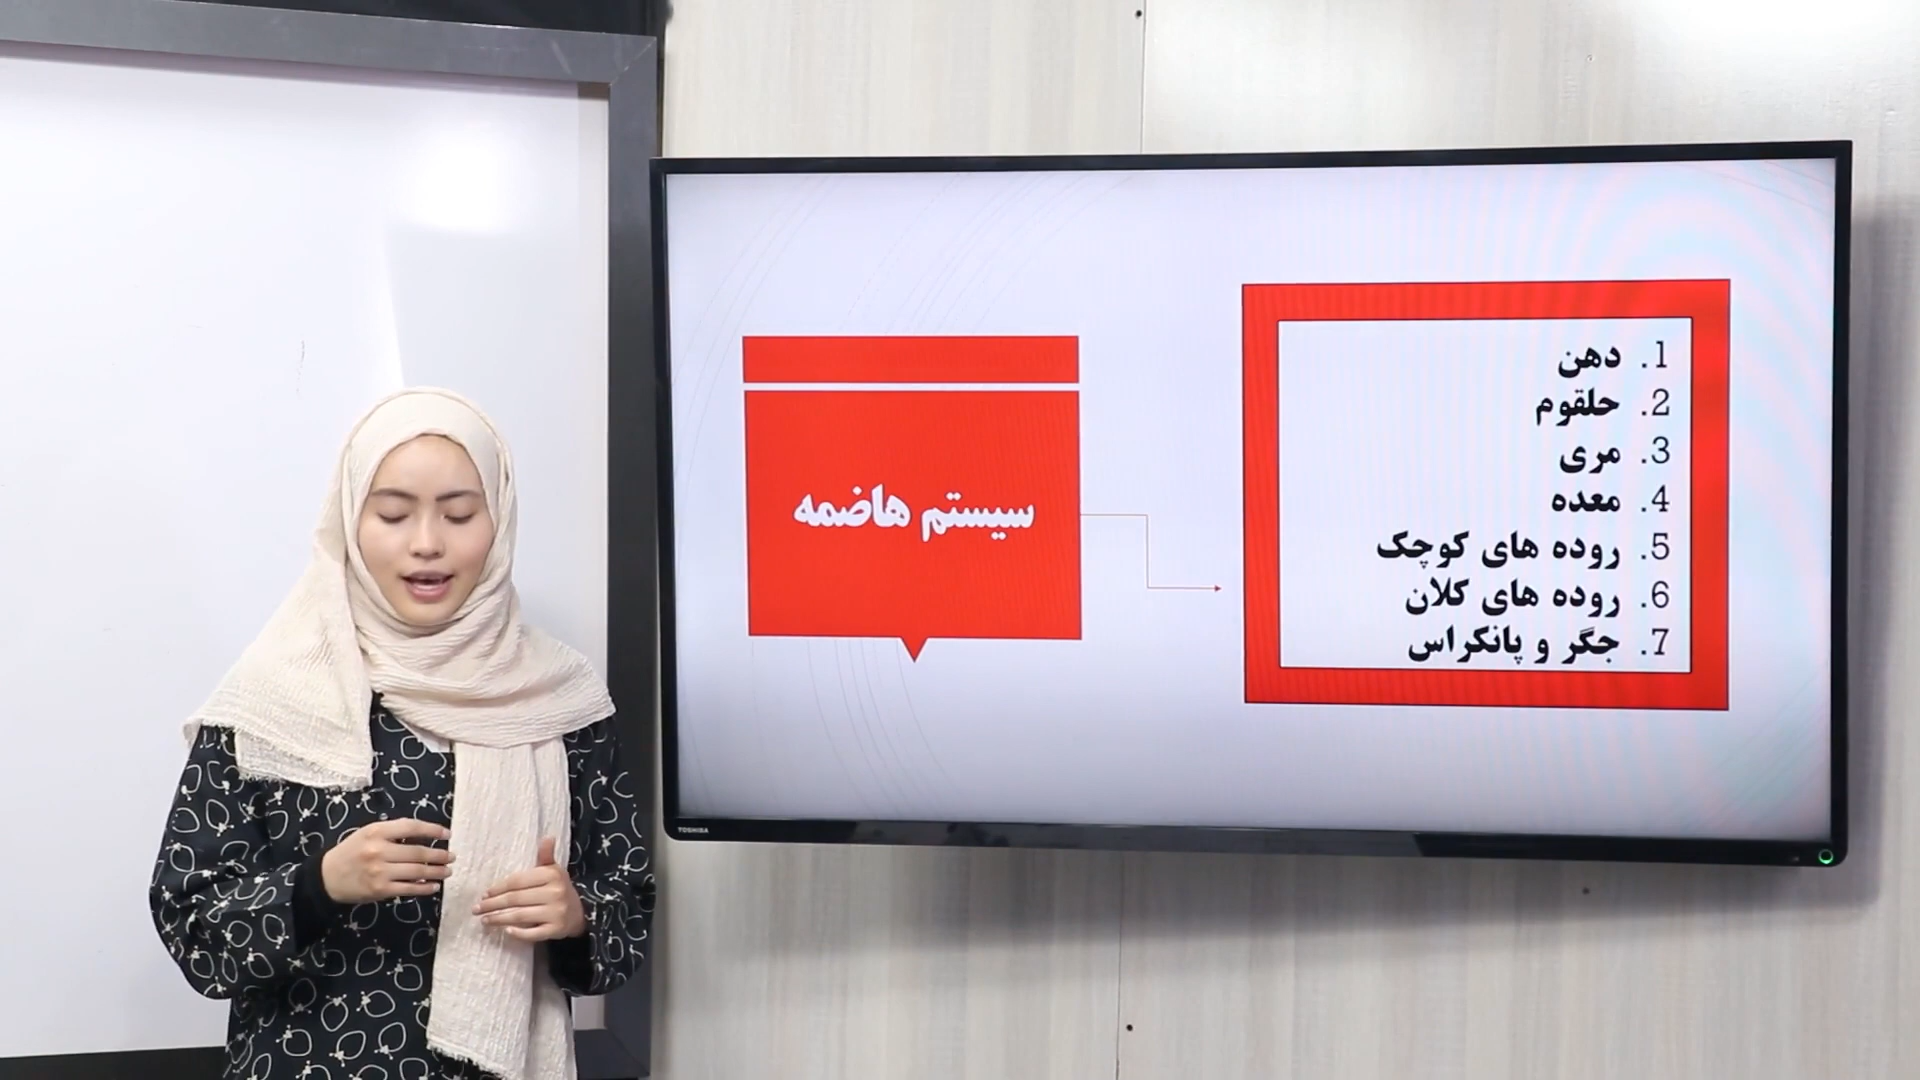 سیستم هاضمه
1. دهن
2. حلقوم
3. مری
4. معده
5. روده های کوچک
6. روده های کلان
7. جگر و پانکراس
TOSHIBA